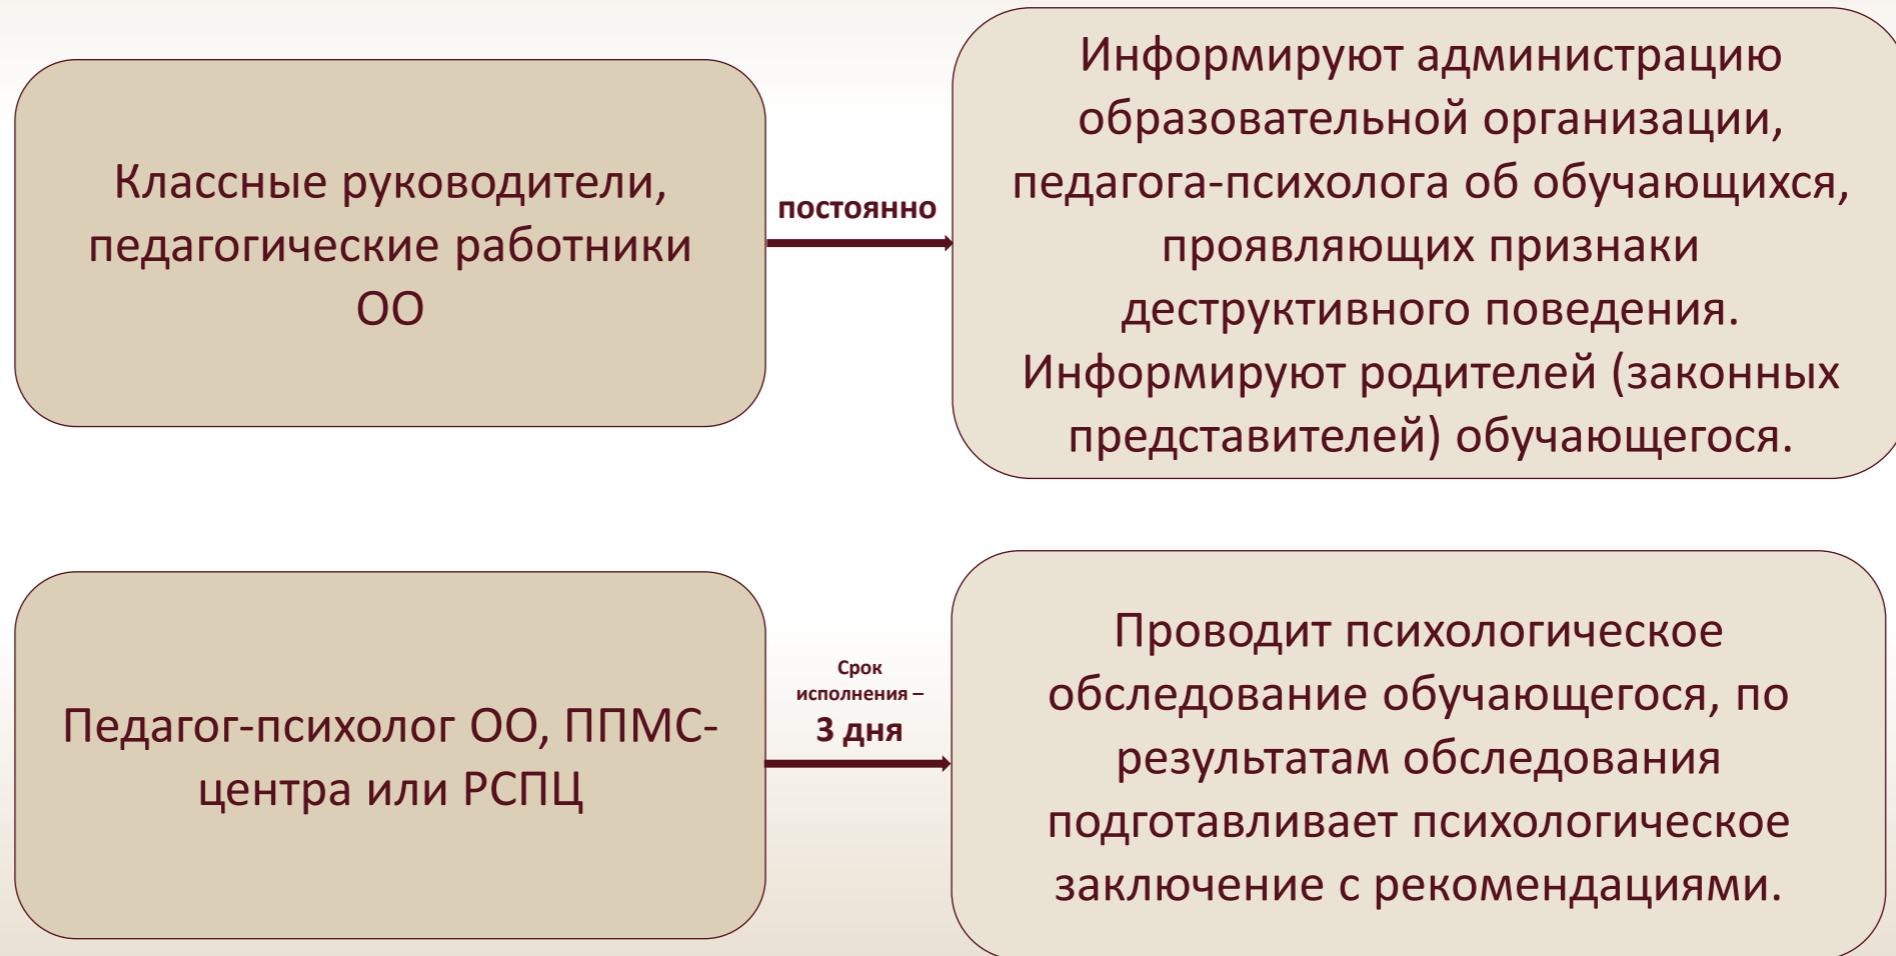 Классные руководители,
педагогические работники
ОО
постоянно
Информируют администрацию
образовательной организации,
педагога-психолога об обучающихся,
проявляющих признаки
деструктивного поведения.
Информируют родителей (законных
представителей) обучающегося.
Педагог-психолог ОО, ППМС-
центра или РСПЦ
Срок
исполнения –
3 дня
Проводит психологическое
обследование обучающегося, по
результатам обследования
подготавливает психологическое
заключение с рекомендациями.